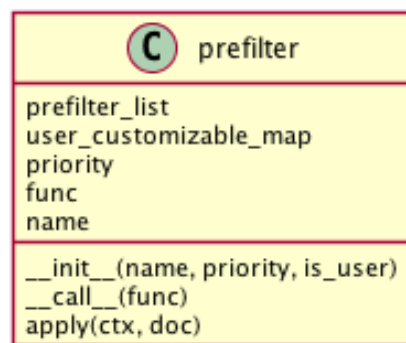 C prefilter
prefilter_list
user_customizable_map
priority
func
name
__init__(name, priority, is_user)
__call__(func)
apply(ctx, doc)